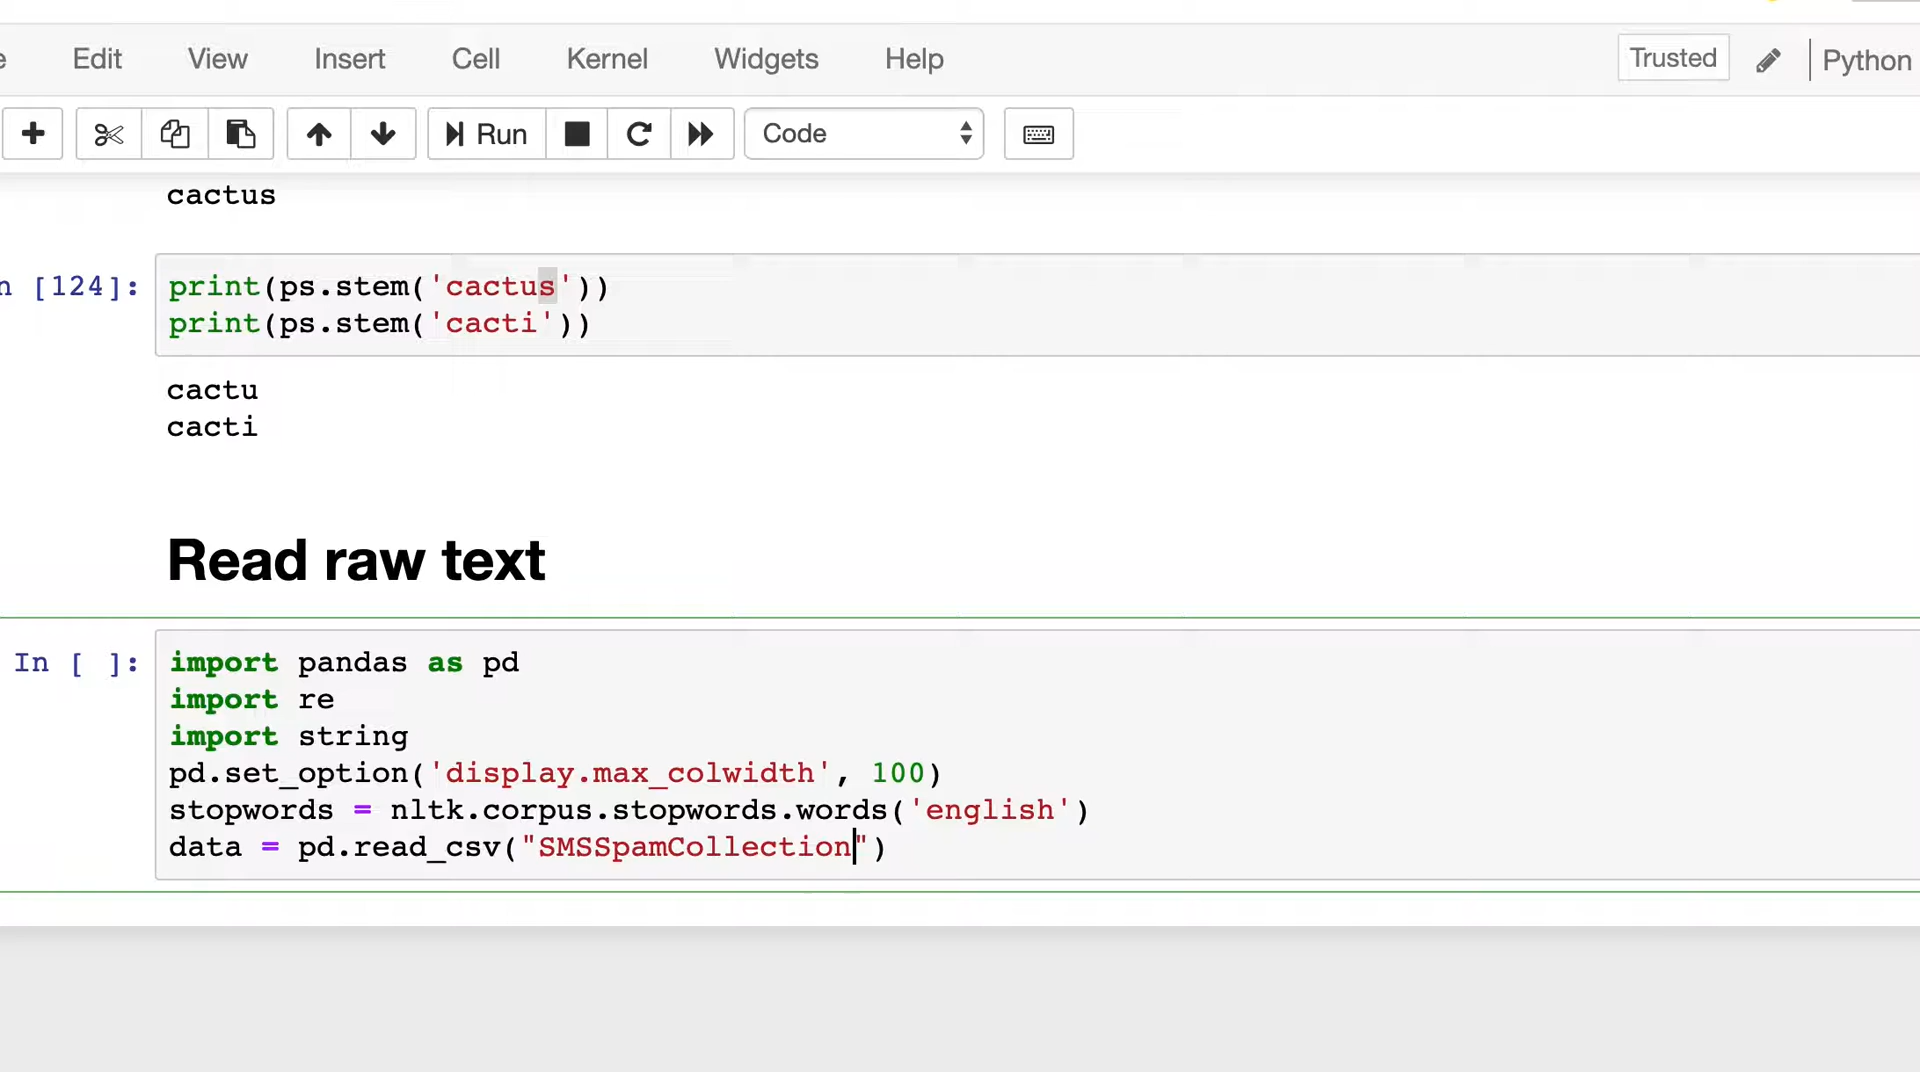 Edit View Insert Cell Kernel Widgets Help Trusted Python
Run Code
cactus
[124]: print(ps.stem('cactus'))
print(ps.stem('cacti'))
cactu
cacti
Read raw text
In [ ]: import pandas as pd
import re
import string
pd.set_option('display.max_colwidth', 100)
stopwords = nltk.corpus.stopwords.words('english')
data = pd.read_csv("SMSSpamCollection")